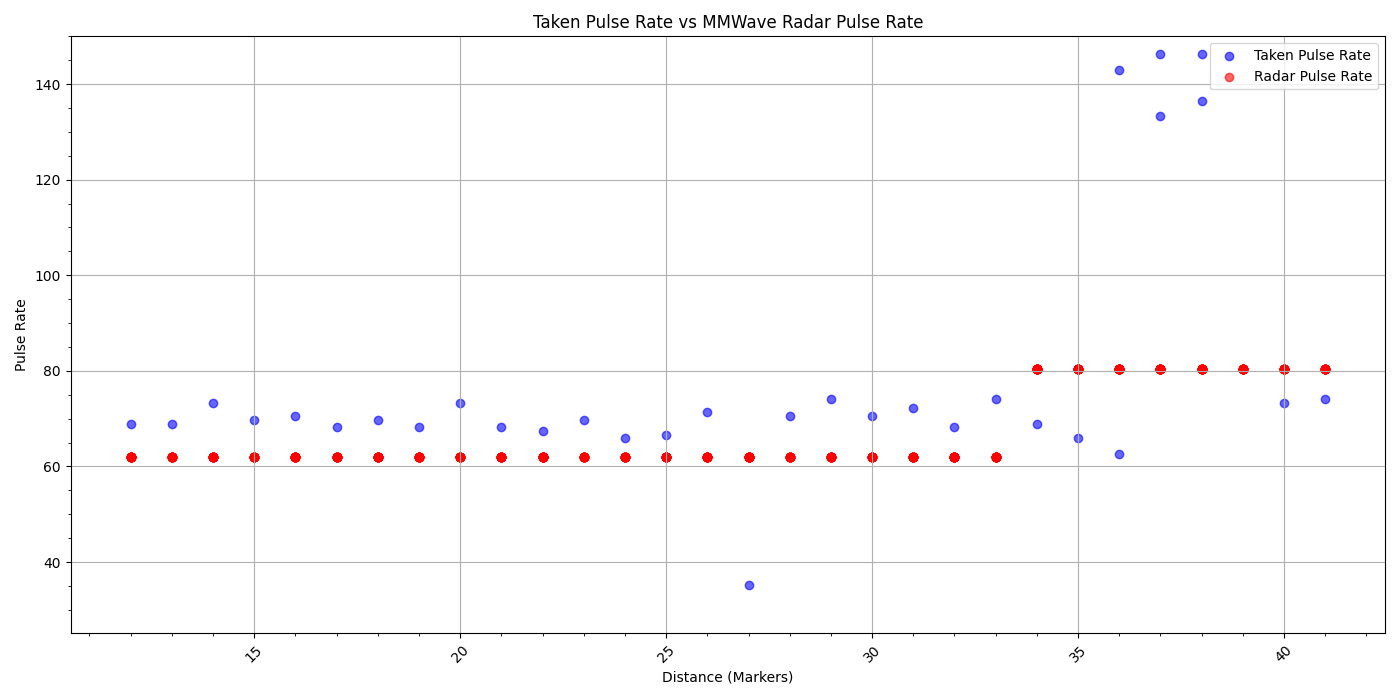 Taken Pulse Rate vs MMWave Radar Pulse Rate
Taken Pulse Rate
Radar Pulse Rate
Pulse Rate
140
120
100
80
60
40
15 20 25 30 35 40
Distance (Markers)